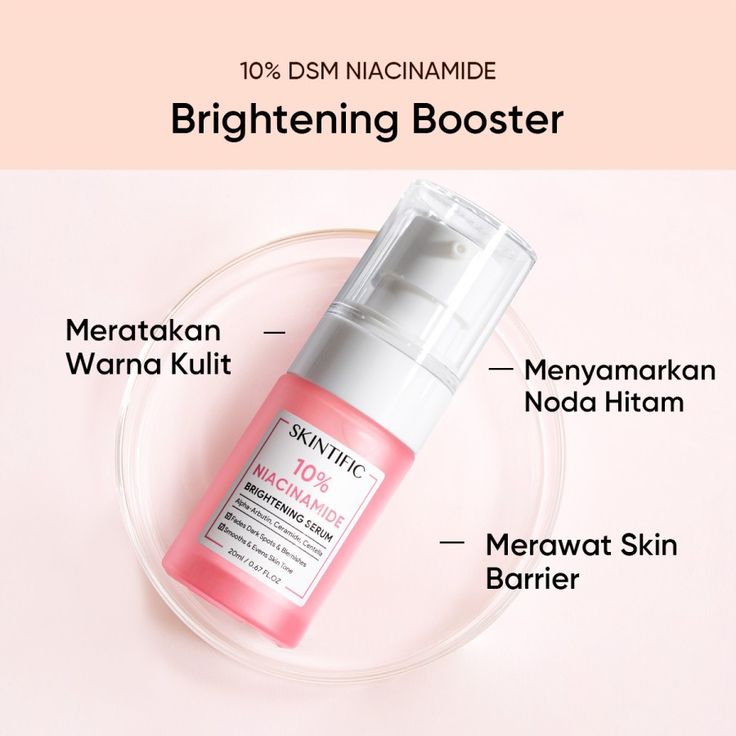 10% DSM NIACINAMIDE
Brightening Booster
Meratakan
Warna Kulit
Menyamarkan
Noda Hitam
Merawat Skin
Barrier
SKINTIFIC
10%
NIACINAMIDE
BRIGHTENING SERUM
Alpha-Arbutin, Ceramide, Centella
Fades Dark Spots & Blemishes
Smooths & Evens Skin Tone
20ml / 0.67 FL.OZ